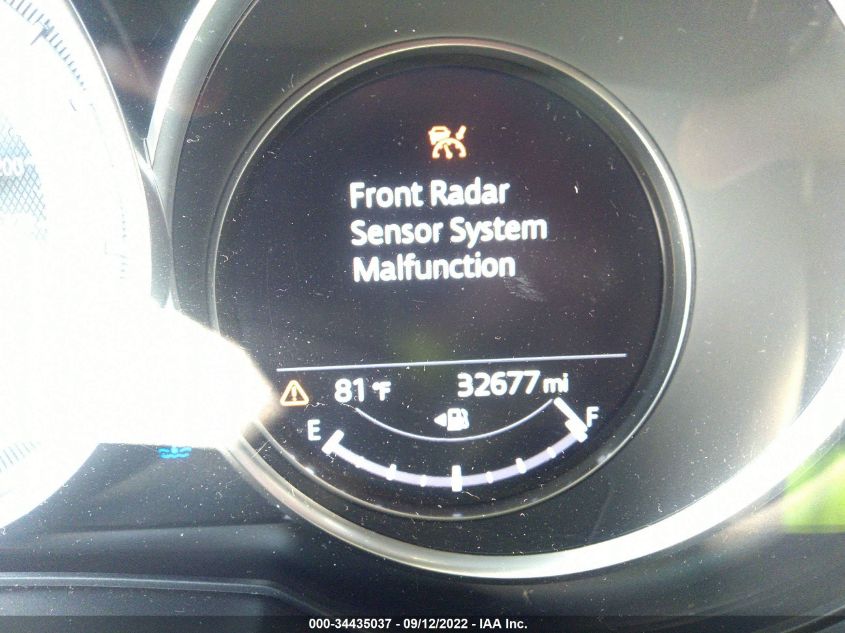 Front Radar
Sensor System
Malfunction
81 °F 32677 mi
E F
000-34435037 - 09/12/2022 - IAA Inc.